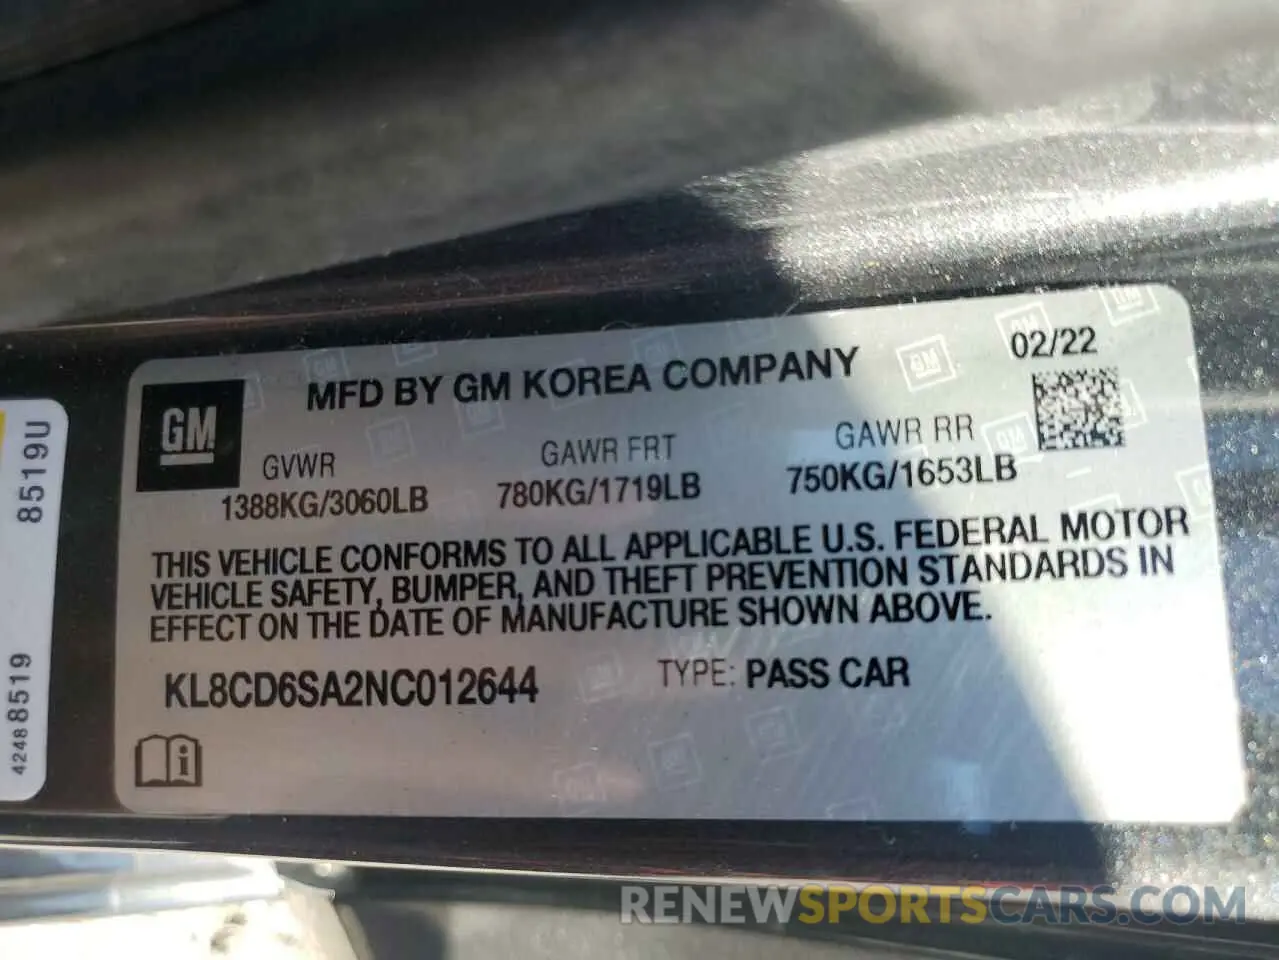 MFD BY GM KOREA COMPANY
02/22
GM
GVWR
GAWR FRT
GAWR RR
1388KG/3060LB
780KG/1719LB
750KG/1653LB
THIS VEHICLE CONFORMS TO ALL APPLICABLE U.S. FEDERAL MOTOR
VEHICLE SAFETY, BUMPER, AND THEFT PREVENTION STANDARDS IN
EFFECT ON THE DATE OF MANUFACTURE SHOWN ABOVE.
KL8CD6SA2NC012644
TYPE: PASS CAR
8519U
42488519
RENEWSPORTSCARS.COM